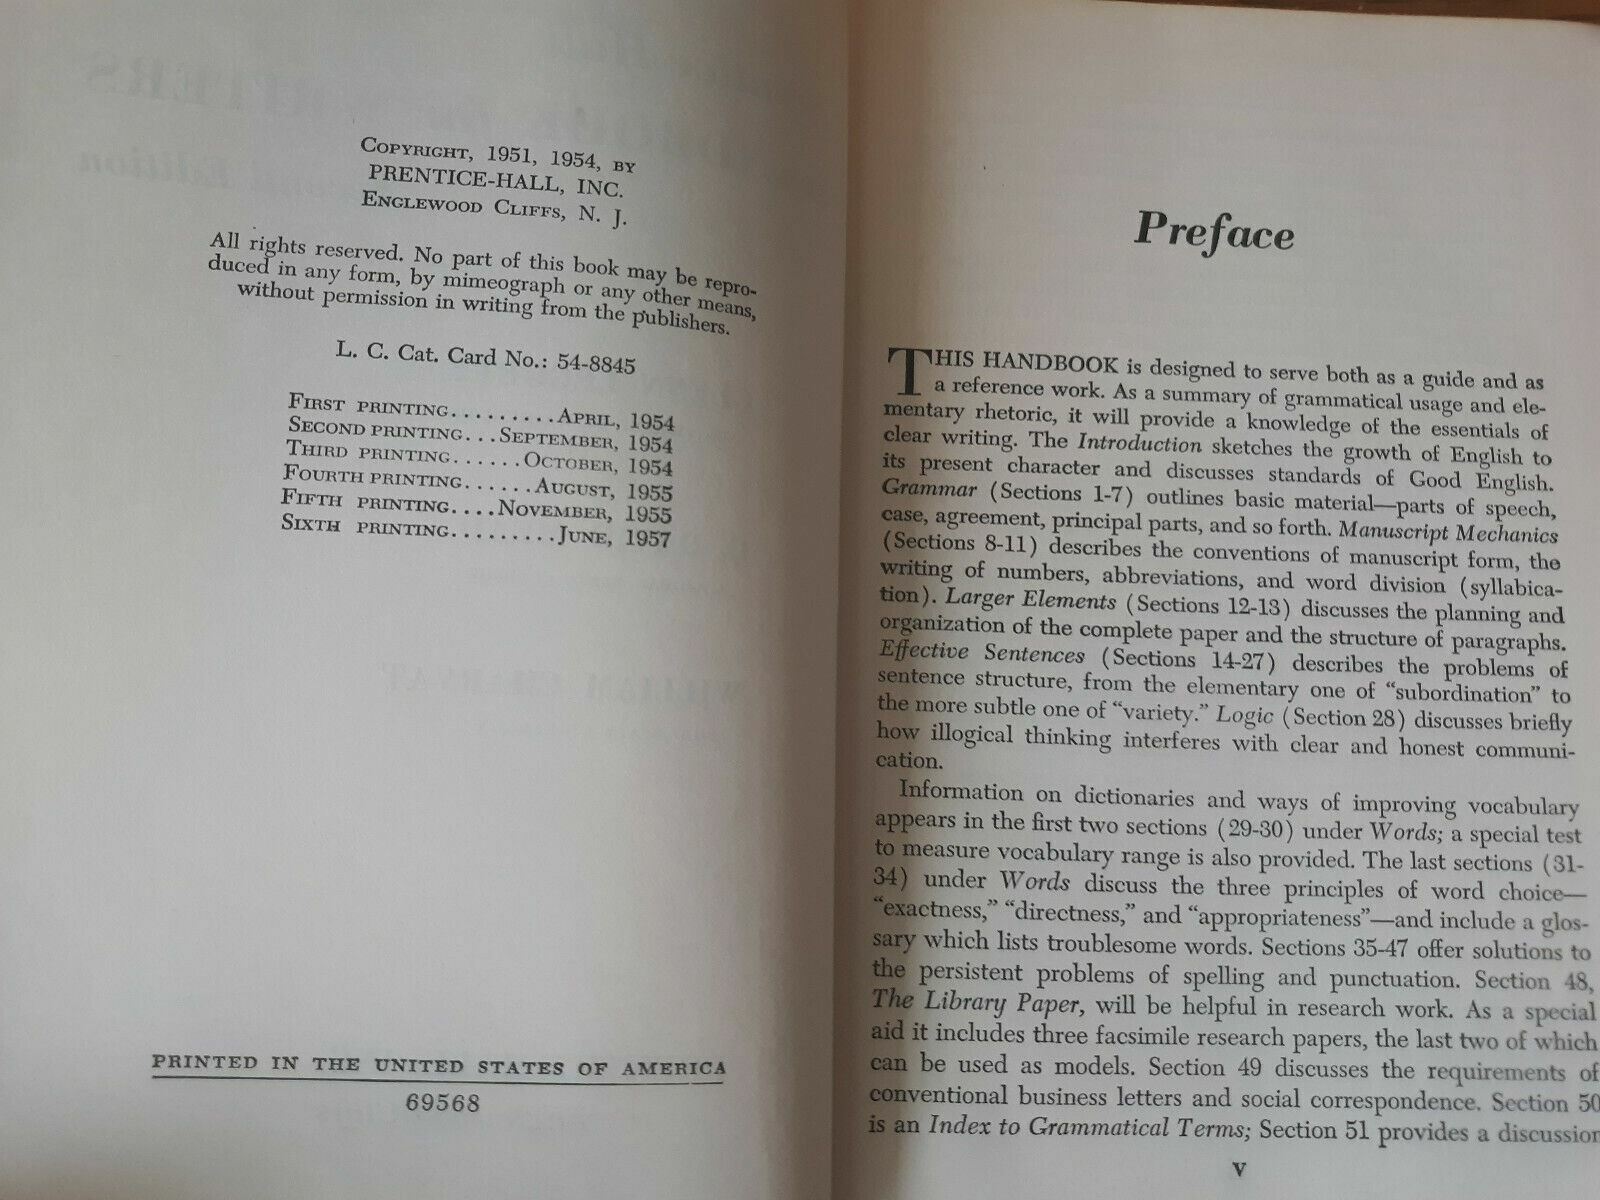 Copyright, 1951, 1954, by
PRENTICE-HALL, INC.
Englewood Cliffs, N. J.
All rights reserved. No part of this book may be repro-
duced in any form, by mimeograph or any other means,
without permission in writing from the publishers.
L. C. Cat. Card No.: 54-8845
First printing.........April, 1954
Second printing...September, 1954
Third printing......October, 1954
Fourth printing......August, 1955
Fifth printing....November, 1955
Sixth printing.........June, 1957
PRINTED IN THE UNITED STATES OF AMERICA
69568
Preface
THIS HANDBOOK is designed to serve both as a guide and as
a reference work. As a summary of grammatical usage and ele-
mentary rhetoric, it will provide a knowledge of the essentials of
clear writing. The Introduction sketches the growth of English to
its present character and discusses standards of Good English.
Grammar (Sections 1-7) outlines basic material—parts of speech,
case, agreement, principal parts, and so forth. Manuscript Mechanics
(Sections 8-11) describes the conventions of manuscript form, the
writing of numbers, abbreviations, and word division (syllabica-
tion). Larger Elements (Sections 12-13) discusses the planning and
organization of the complete paper and the structure of paragraphs.
Effective Sentences (Sections 14-27) describes the problems of
sentence structure, from the elementary one of “subordination” to
the more subtle one of “variety.” Logic (Section 28) discusses briefly
how illogical thinking interferes with clear and honest communi-
cation.
Information on dictionaries and ways of improving vocabulary
appears in the first two sections (29-30) under Words; a special test
to measure vocabulary range is also provided. The last sections (31-
34) under Words discuss the three principles of word choice—
“exactness,” “directness,” and “appropriateness”—and include a glos-
sary which lists troublesome words. Sections 35-47 offer solutions to
the persistent problems of spelling and punctuation. Section 48,
The Library Paper, will be helpful in research work. As a special
aid it includes three facsimile research papers, the last two of which
can be used as models. Section 49 discusses the requirements of
conventional business letters and social correspondence. Section 50
is an Index to Grammatical Terms; Section 51 provides a discussion
v